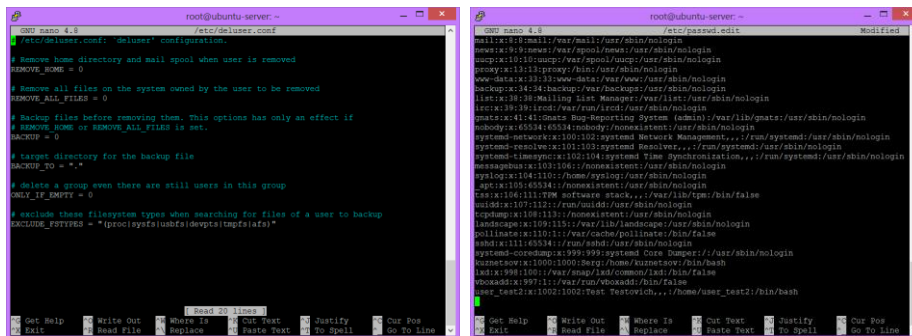 root@ubuntu-server: ~
GNU nano 4.8 /etc/deluser.conf
/etc/deluser.conf: `deluser' configuration.
# Remove home directory and mail spool when user is removed
REMOVE_HOME = 0
# Remove all files on the system owned by the user to be removed
REMOVE_ALL_FILES = 0
# Backup files before removing them. This options has only an effect if
# REMOVE_HOME or REMOVE_ALL_FILES is set.
BACKUP = 0
# target directory for the backup file
BACKUP_TO = "."
# delete a group even there are still users in this group
ONLY_IF_EMPTY = 0
# exclude these filesystem types when searching for files of a user to backup
EXCLUDE_FSTYPES = "(proc|sysfs|usbfs|devpts|tmpfs|afs)"
[ Read 20 lines ]
^G Get Help ^O Write Out ^W Where Is ^K Cut Text ^J Justify ^C Cur Pos
^X Exit ^R Read File ^\ Replace ^U Paste Text ^T To Spell ^_ Go To Line
root@ubuntu-server: ~
GNU nano 4.8 /etc/passwd.edit Modified
mail:x:8:8:mail:/var/mail:/usr/sbin/nologin
news:x:9:9:news:/var/spool/news:/usr/sbin/nologin
uucp:x:10:10:uucp:/var/spool/uucp:/usr/sbin/nologin
proxy:x:13:13:proxy:/bin:/usr/sbin/nologin
www-data:x:33:33:www-data:/var/www:/usr/sbin/nologin
backup:x:34:34:backup:/var/backups:/usr/sbin/nologin
list:x:38:38:Mailing List Manager:/var/list:/usr/sbin/nologin
irc:x:39:39:ircd:/var/run/ircd:/usr/sbin/nologin
gnats:x:41:41:Gnats Bug-Reporting System (admin):/var/lib/gnats:/usr/sbin/nologin
nobody:x:65534:65534:nobody:/nonexistent:/usr/sbin/nologin
systemd-network:x:100:102:systemd Network Management,,,:/run/systemd:/usr/sbin/nologin
systemd-resolve:x:101:103:systemd Resolver,,,:/run/systemd:/usr/sbin/nologin
systemd-timesync:x:102:104:systemd Time Synchronization,,,:/run/systemd:/usr/sbin/nologin
messagebus:x:103:106::/nonexistent:/usr/sbin/nologin
syslog:x:104:110::/home/syslog:/usr/sbin/nologin
_apt:x:105:65534::/nonexistent:/usr/sbin/nologin
tss:x:106:111:TPM software stack,,,:/var/lib/tpm:/bin/false
uuidd:x:107:112::/run/uuidd:/usr/sbin/nologin
tcpdump:x:108:113::/nonexistent:/usr/sbin/nologin
landscape:x:109:115::/var/lib/landscape:/usr/sbin/nologin
pollinate:x:110:1::/var/cache/pollinate:/bin/false
sshd:x:111:65534::/run/sshd:/usr/sbin/nologin
systemd-coredump:x:999:999:systemd Core Dumper:/:/usr/sbin/nologin
kuznetsov:x:1000:1000:Serg:/home/kuznetsov:/bin/bash
lxd:x:998:100::/var/snap/lxd/common/lxd:/bin/false
vboxadd:x:997:1::/var/run/vboxadd:/bin/false
user_test2:x:1002:1002:Test Testovich,,,:/home/user_test2:/bin/bash
^G Get Help ^O Write Out ^W Where Is ^K Cut Text ^J Justify ^C Cur Pos
^X Exit ^R Read File ^\ Replace ^U Paste Text ^T To Spell ^_ Go To Line